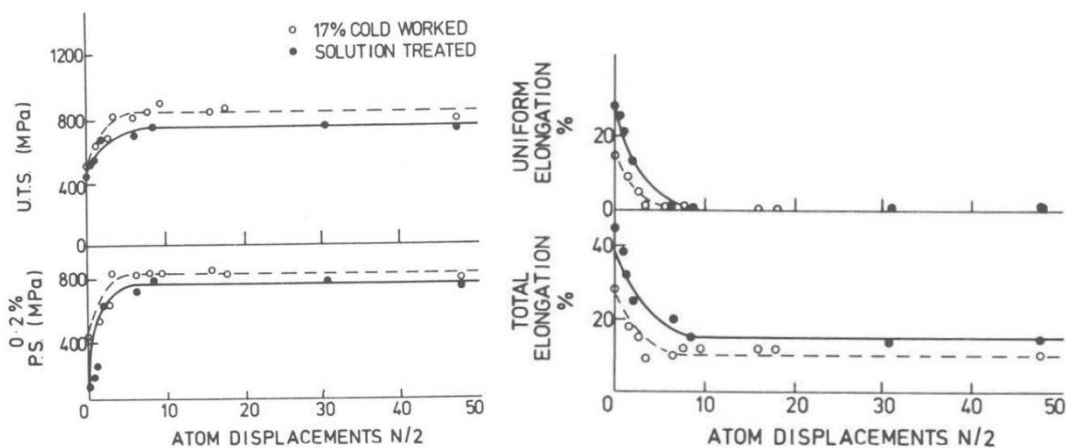 ○ 17% COLD WORKED
● SOLUTION TREATED
U.T.S. (MPa)
1200
800
400
0
0·2%
P.S. (MPa)
800
400
0 10 20 30 40 50
ATOM DISPLACEMENTS N/2
UNIFORM
ELONGATION
%
20
0
TOTAL
ELONGATION
%
40
20
0 10 20 30 40 50
ATOM DISPLACEMENTS N/2